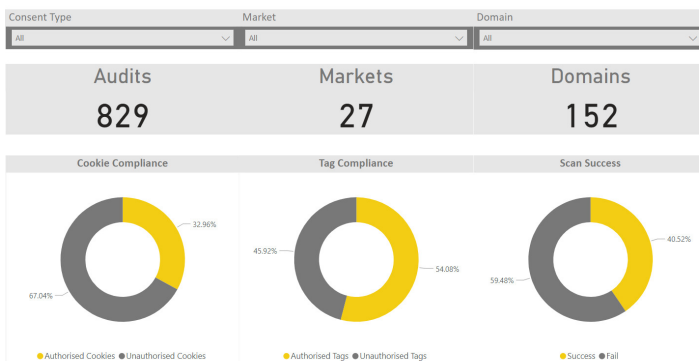 Consent Type Market Domain
All All All
Audits Markets Domains
829 27 152
Cookie Compliance Tag Compliance Scan Success
32.96%
67.04%
45.92%
54.08%
40.52%
59.48%
Authorised Cookies Unauthorised Cookies Authorised Tags Unauthorised Tags Success Fail